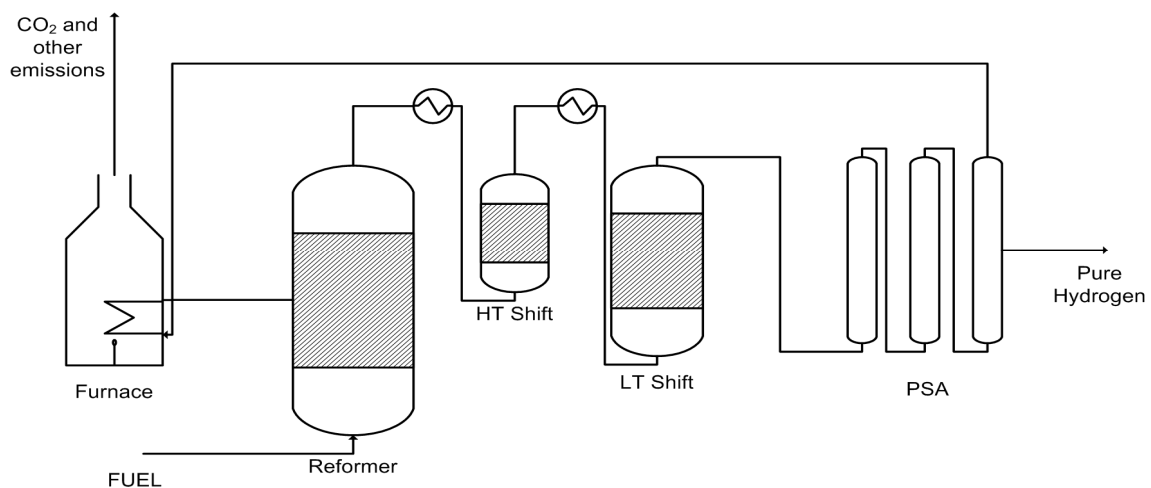 CO₂ and
other
emissions
Furnace
FUEL
Reformer
HT Shift
LT Shift
PSA
Pure
Hydrogen